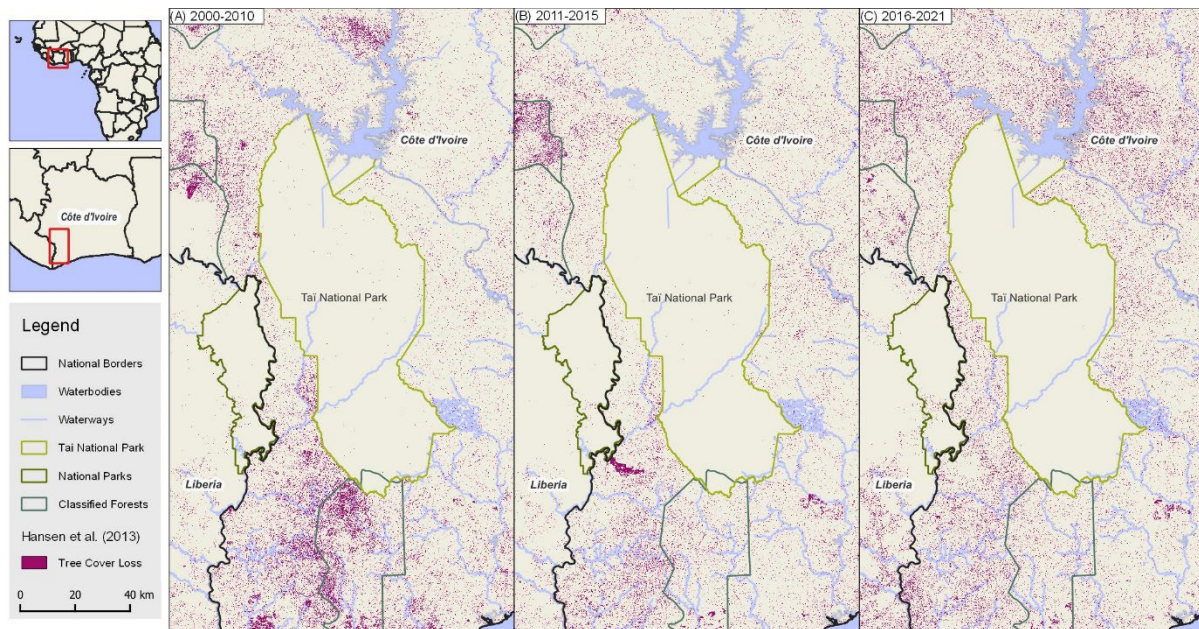 (A) 2000-2010
(B) 2011-2015
(C) 2016-2021
Côte d'Ivoire
Côte d'Ivoire
Côte d'Ivoire
Côte d'Ivoire
Taï National Park
Taï National Park
Taï National Park
Liberia
Liberia
Liberia
Legend
National Borders
Waterbodies
Waterways
Tai National Park
National Parks
Classified Forests
Hansen et al. (2013)
Tree Cover Loss
0 20 40 km